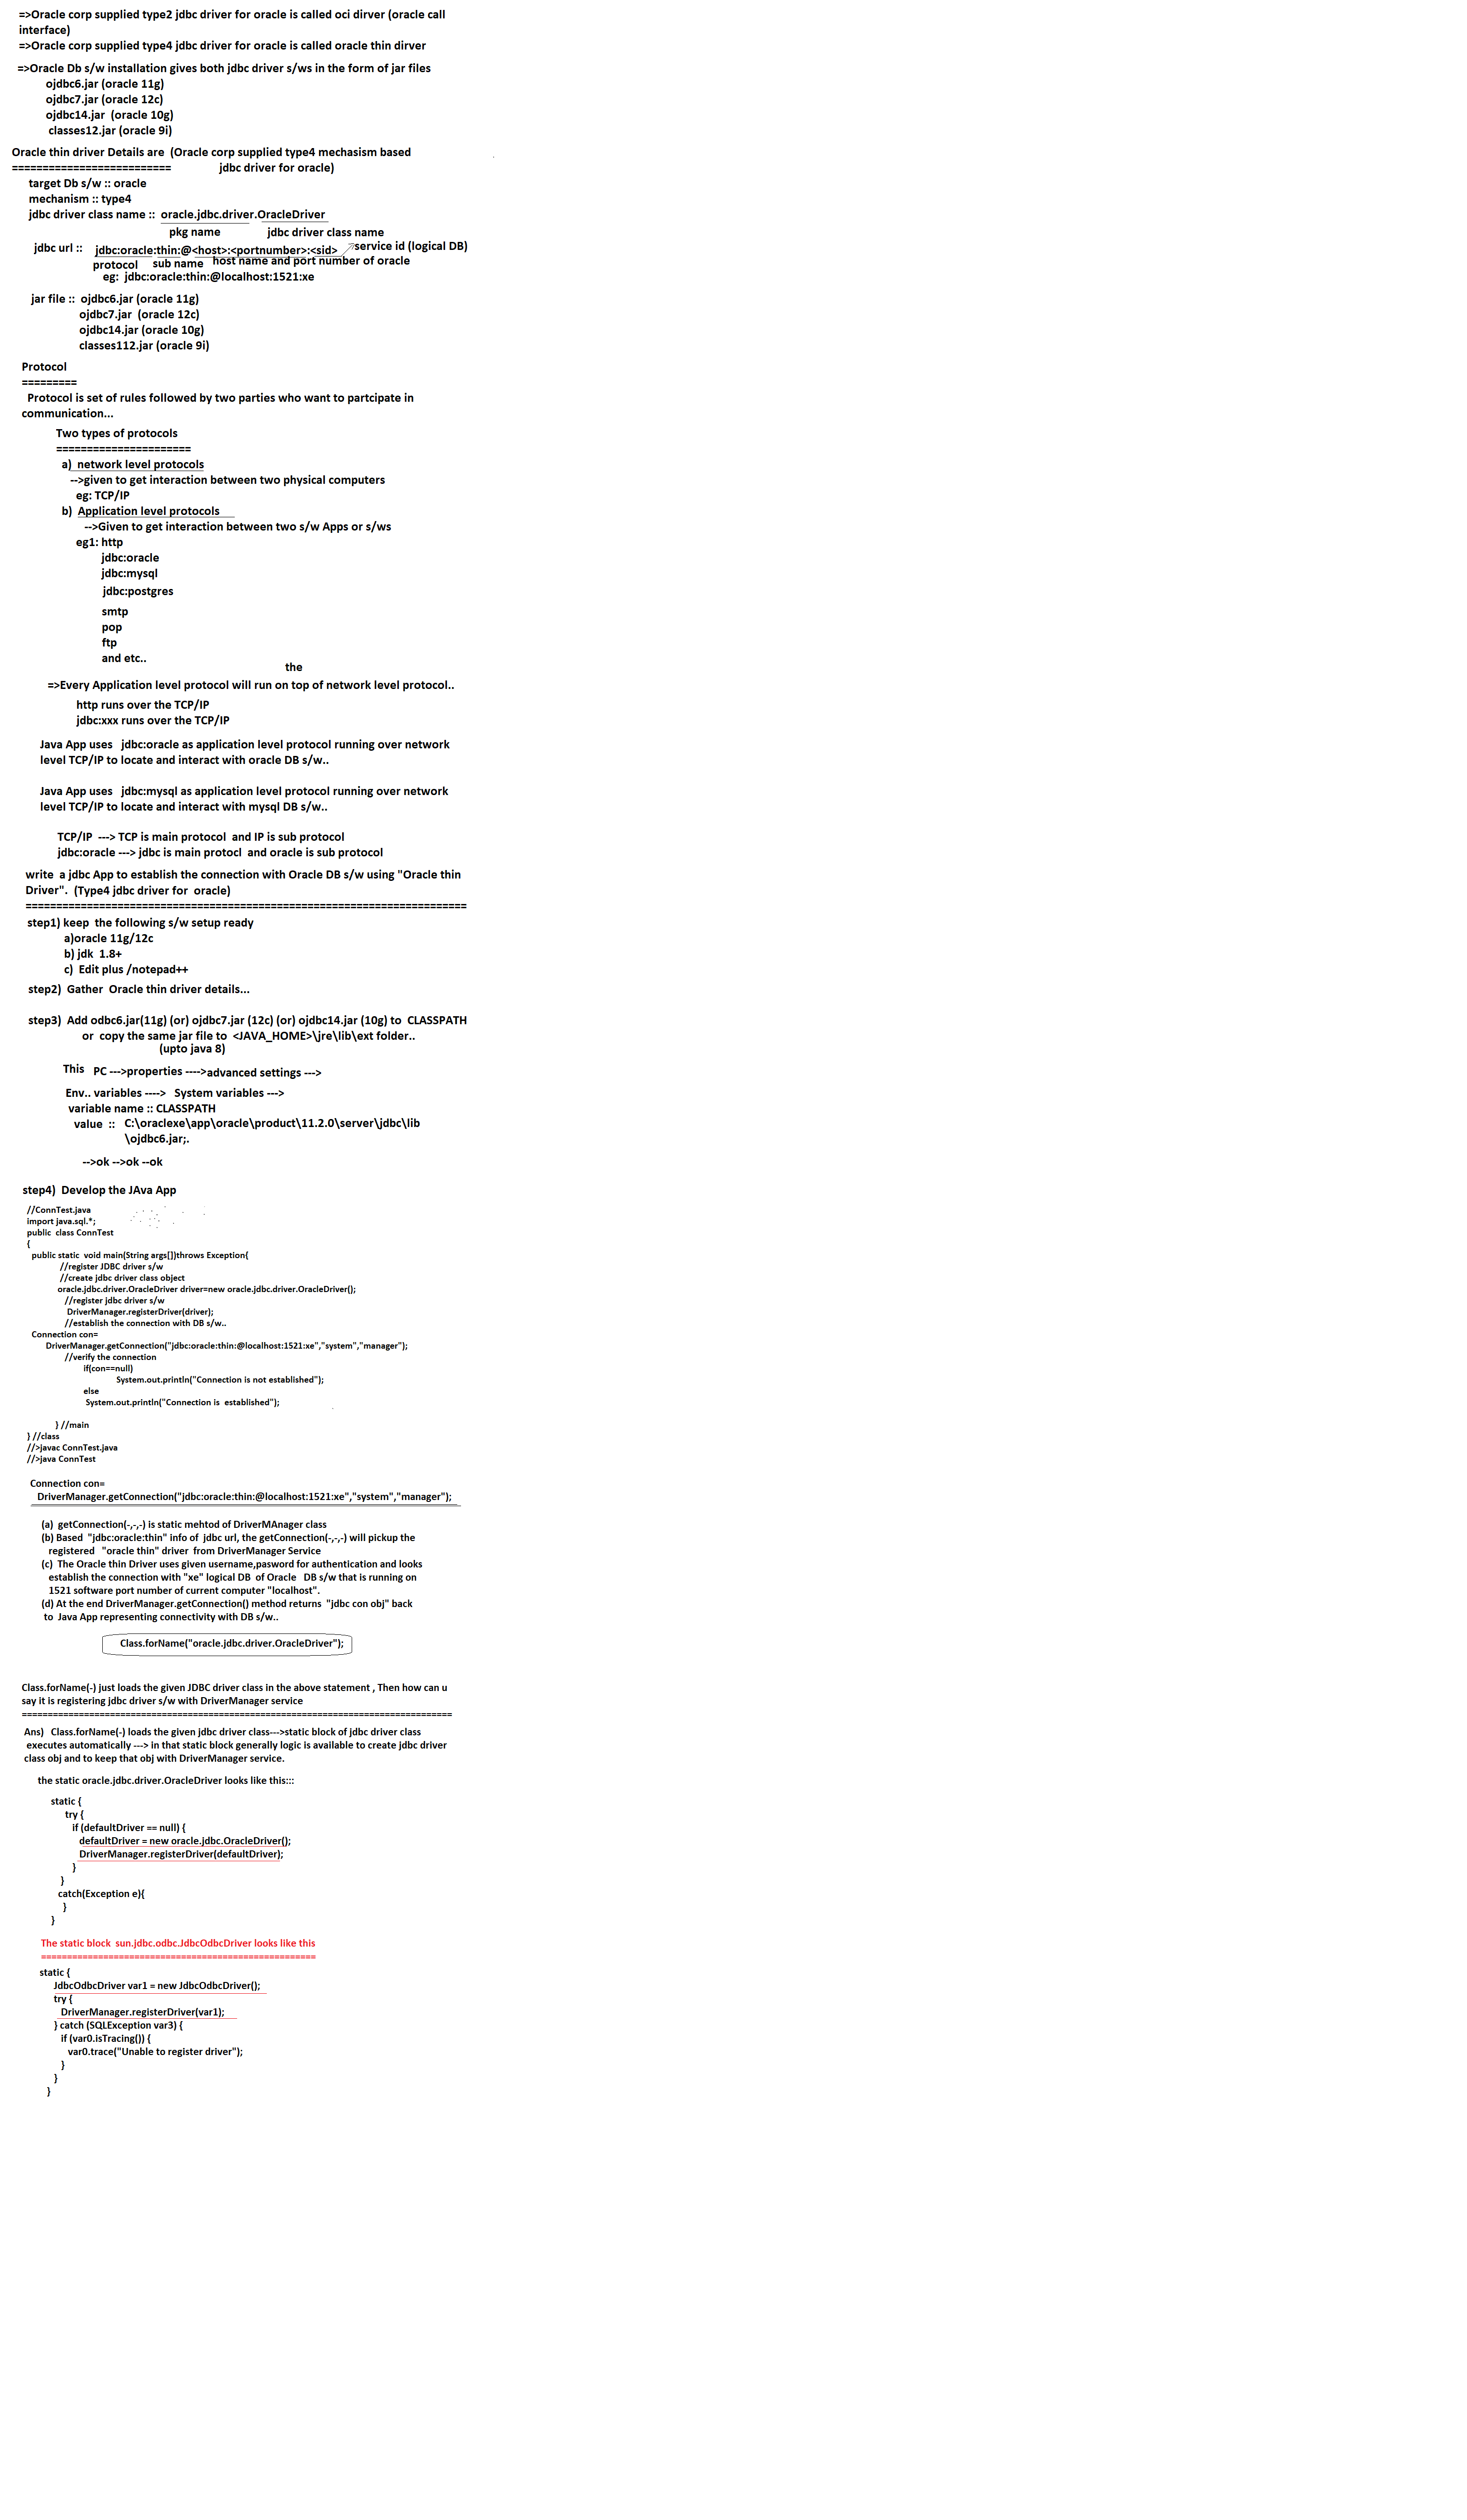 =>Oracle corp supplied type2 jdbc driver for oracle is called oci dirver (oracle call
interface)
=>Oracle corp supplied type4 jdbc driver for oracle is called oracle thin dirver
=>Oracle Db s/w installation gives both jdbc driver s/ws in the form of jar files
ojdbc6.jar (oracle 11g)
ojdbc7.jar (oracle 12c)
ojdbc14.jar (oracle 10g)
classes12.jar (oracle 9i)
Oracle thin driver Details are (Oracle corp supplied type4 mechasism based
========================== jdbc driver for oracle)
target Db s/w :: oracle
mechanism :: type4
jdbc driver class name :: oracle.jdbc.driver.OracleDriver
pkg name jdbc driver class name
jdbc url :: jdbc:oracle:thin:@<host>:<portnumber>:<sid> service id (logical DB)
protocol sub name host name and port number of oracle
eg: jdbc:oracle:thin:@localhost:1521:xe
jar file :: ojdbc6.jar (oracle 11g)
ojdbc7.jar (oracle 12c)
ojdbc14.jar (oracle 10g)
classes112.jar (oracle 9i)
Protocol
=========
Protocol is set of rules followed by two parties who want to partcipate in
communication...
Two types of protocols
======================
a) network level protocols
-->given to get interaction between two physical computers
eg: TCP/IP
b) Application level protocols
-->Given to get interaction between two s/w Apps or s/ws
eg1: http
jdbc:oracle
jdbc:mysql
jdbc:postgres
smtp
pop
ftp
and etc..
the
=>Every Application level protocol will run on top of network level protocol..
http runs over the TCP/IP
jdbc:xxx runs over the TCP/IP
Java App uses jdbc:oracle as application level protocol running over network
level TCP/IP to locate and interact with oracle DB s/w..
Java App uses jdbc:mysql as application level protocol running over network
level TCP/IP to locate and interact with mysql DB s/w..
TCP/IP ---> TCP is main protocol and IP is sub protocol
jdbc:oracle ---> jdbc is main protocl and oracle is sub protocol
write a jdbc App to establish the connection with Oracle DB s/w using "Oracle thin
Driver". (Type4 jdbc driver for oracle)
========================================================================
step1) keep the following s/w setup ready
a)oracle 11g/12c
b) jdk 1.8+
c) Edit plus /notepad++
step2) Gather Oracle thin driver details...
step3) Add odbc6.jar(11g) (or) ojdbc7.jar (12c) (or) ojdbc14.jar (10g) to CLASSPATH
or copy the same jar file to <JAVA_HOME>\jre\lib\ext folder..
(upto java 8)
This PC --->properties ---->advanced settings --->
Env.. variables ----> System variables --->
variable name :: CLASSPATH
value :: C:\oraclexe\app\oracle\product\11.2.0\server\jdbc\lib
\ojdbc6.jar;.
-->ok -->ok --ok
step4) Develop the JAva App
//ConnTest.java
import java.sql.*;
public class ConnTest
{
public static void main(String args[])throws Exception{
//register JDBC driver s/w
//create jdbc driver class object
oracle.jdbc.driver.OracleDriver driver=new oracle.jdbc.driver.OracleDriver();
//register jdbc driver s/w
DriverManager.registerDriver(driver);
//establish the connection with DB s/w..
Connection con=
DriverManager.getConnection("jdbc:oracle:thin:@localhost:1521:xe","system","manager");
//verify the connection
if(con==null)
System.out.println("Connection is not established");
else
System.out.println("Connection is established");
} //main
} //class
//>javac ConnTest.java
//>java ConnTest
Connection con=
DriverManager.getConnection("jdbc:oracle:thin:@localhost:1521:xe","system","manager");
(a) getConnection(-,-,-) is static mehtod of DriverMAnager class
(b) Based "jdbc:oracle:thin" info of jdbc url, the getConnection(-,-,-) will pickup the
registered "oracle thin" driver from DriverManager Service
(c) The Oracle thin Driver uses given username,pasword for authentication and looks
establish the connection with "xe" logical DB of Oracle DB s/w that is running on
1521 software port number of current computer "localhost".
(d) At the end DriverManager.getConnection() method returns "jdbc con obj" back
to Java App representing connectivity with DB s/w..
Class.forName("oracle.jdbc.driver.OracleDriver");
Class.forName(-) just loads the given JDBC driver class in the above statement , Then how can u
say it is registering jdbc driver s/w with DriverManager service
===================================================================================
Ans) Class.forName(-) loads the given jdbc driver class--->static block of jdbc driver class
executes automatically ---> in that static block generally logic is available to create jdbc driver
class obj and to keep that obj with DriverManager service.
the static oracle.jdbc.driver.OracleDriver looks like this:::
static {
try {
if (defaultDriver == null) {
defaultDriver = new oracle.jdbc.OracleDriver();
DriverManager.registerDriver(defaultDriver);
}
}
catch(Exception e){
}
}
The static block sun.jdbc.odbc.JdbcOdbcDriver looks like this
=====================================================
static {
JdbcOdbcDriver var1 = new JdbcOdbcDriver();
try {
DriverManager.registerDriver(var1);
} catch (SQLException var3) {
if (var0.isTracing()) {
var0.trace("Unable to register driver");
}
}
}